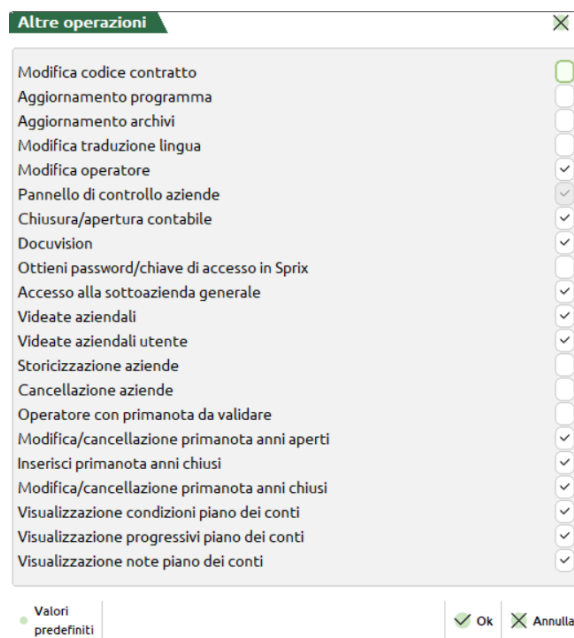 Altre operazioni
Modifica codice contratto
Aggiornamento programma
Aggiornamento archivi
Modifica traduzione lingua
Modifica operatore
Pannello di controllo aziende
Chiusura/apertura contabile
Docuvision
Ottieni password/chiave di accesso in Sprix
Accesso alla sottoazienda generale
Videate aziendali
Videate aziendali utente
Storicizzazione aziende
Cancellazione aziende
Operatore con primanota da validare
Modifica/cancellazione primanota anni aperti
Inserisci primanota anni chiusi
Modifica/cancellazione primanota anni chiusi
Visualizzazione condizioni piano dei conti
Visualizzazione progressivi piano dei conti
Visualizzazione note piano dei conti
Valori
predefiniti
Ok
Annulla